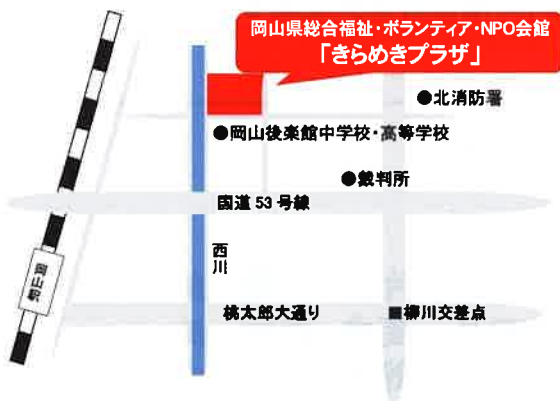 岡山県総合福祉・ボランティア・NPO会館
「きらめきプラザ」
●北消防署
●岡山後楽館中学校・高等学校
●裁判所
国道53号線
西川
岡山駅
桃太郎大通り
■柳川交差点